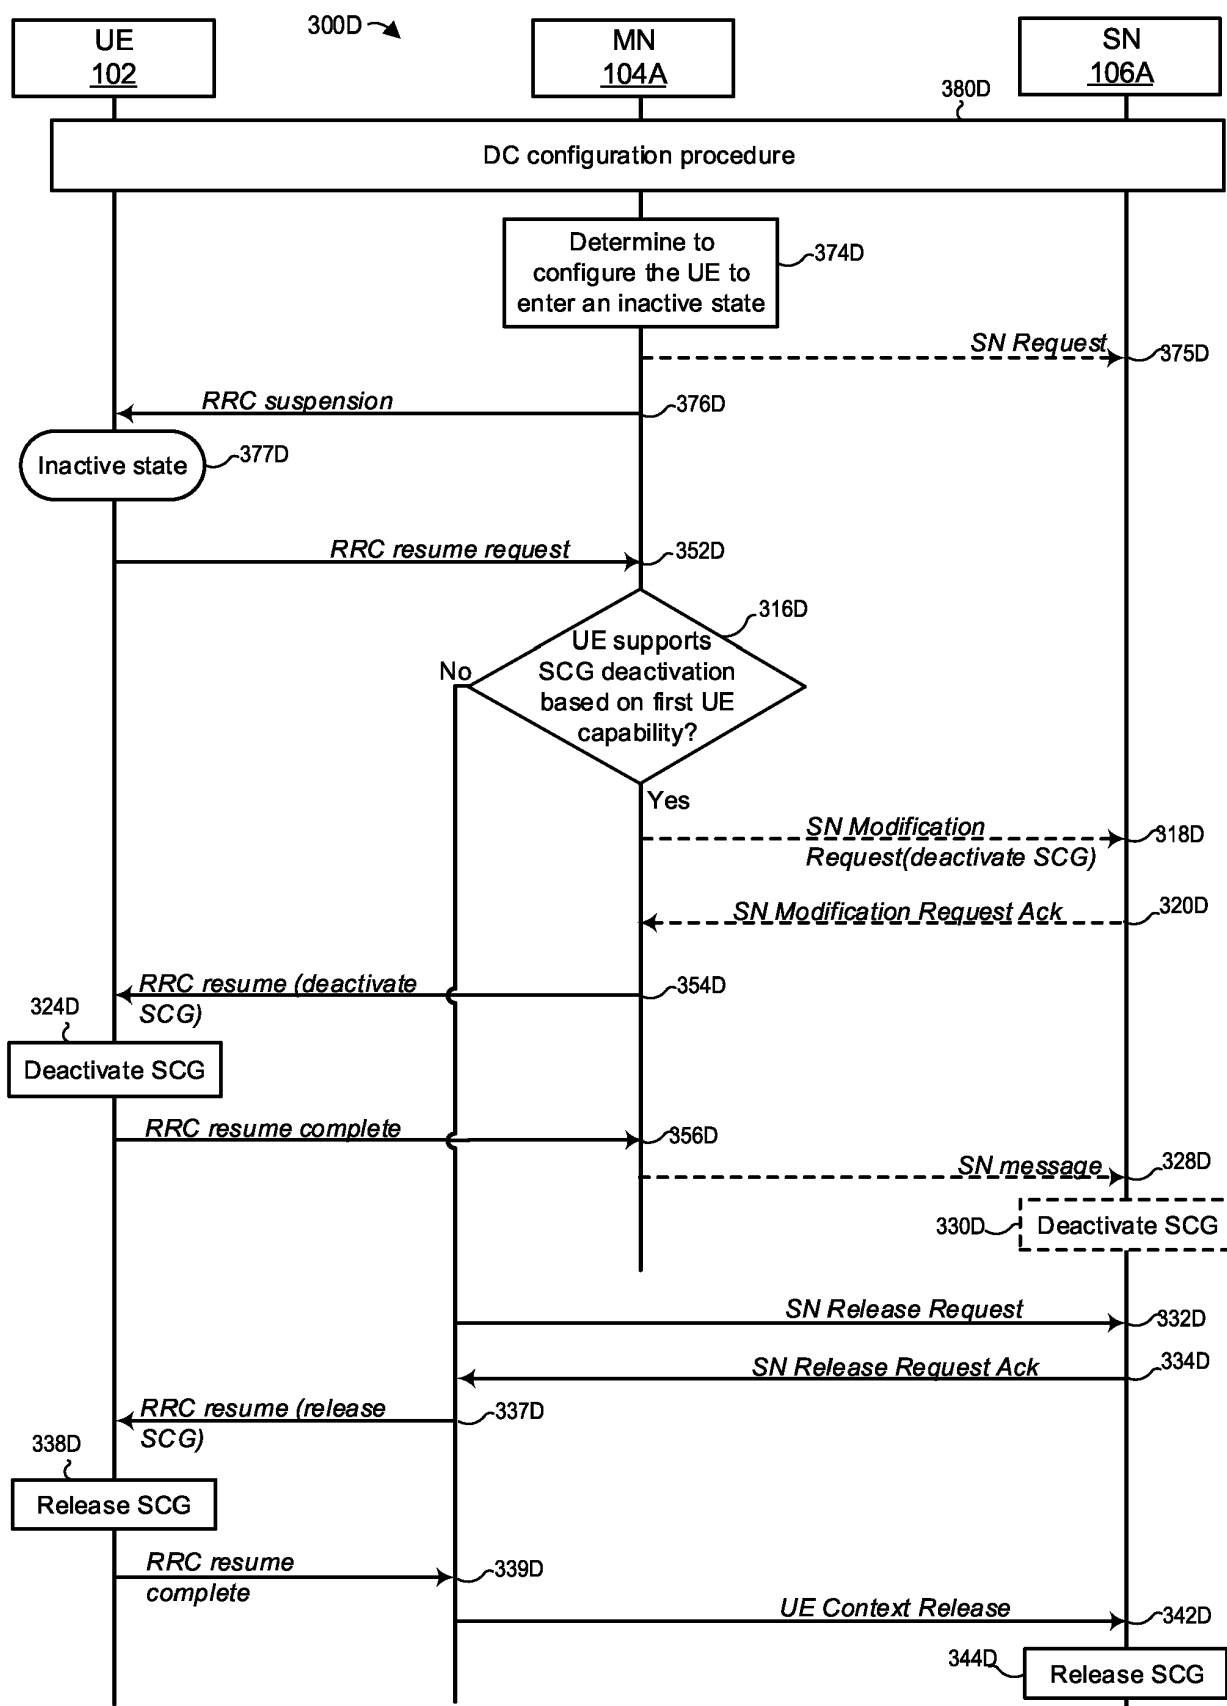 300D
UE
102
MN
104A
SN
106A
380D
DC configuration procedure
Determine to
configure the UE to
enter an inactive state
374D
SN Request
375D
RRC suspension
376D
Inactive state
377D
RRC resume request
352D
316D
UE supports
SCG deactivation
based on first UE
capability?
No
Yes
SN Modification
Request(deactivate SCG)
318D
SN Modification Request Ack
320D
RRC resume (deactivate
SCG)
354D
324D
Deactivate SCG
RRC resume complete
356D
SN message
328D
330D
Deactivate SCG
SN Release Request
332D
SN Release Request Ack
334D
RRC resume (release
SCG)
337D
338D
Release SCG
RRC resume
complete
339D
UE Context Release
342D
344D
Release SCG